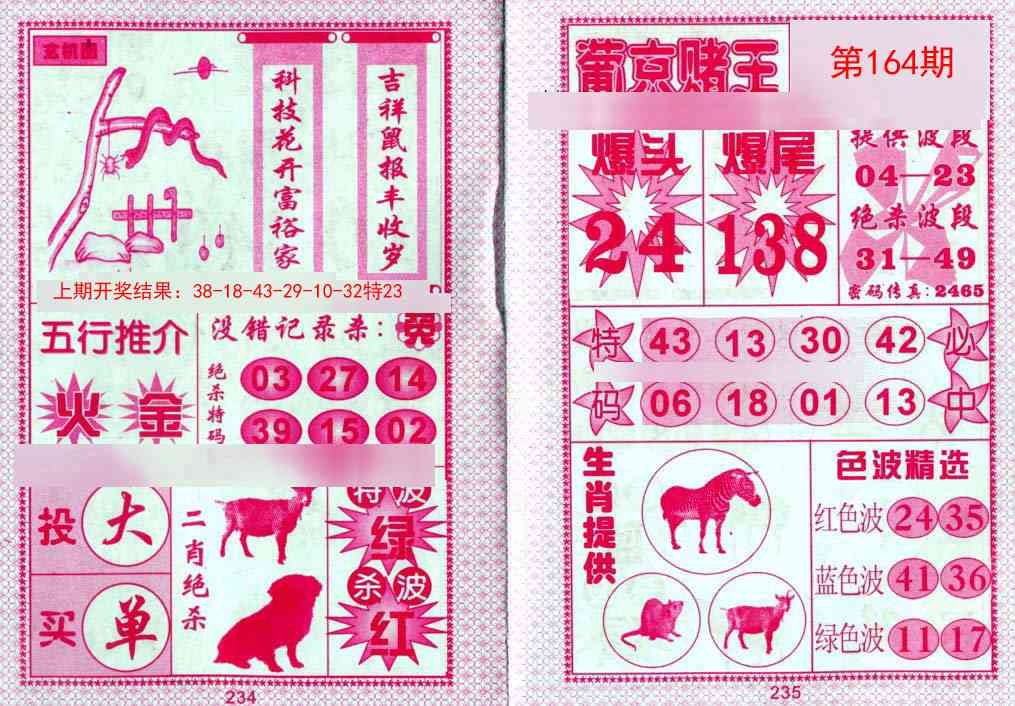 玄机图
科技花开富裕家
吉祥鼠报丰收岁
上期开奖结果：38-18-43-29-10-32特23
五行推介
火 金
没错记录杀：兔
绝杀特码
03 27 14
39 15 02
投 大
买 单
二肖绝杀
特波
绿
杀波
红
234
葡京赌王
第164期
爆头
24
爆尾
138
提供波段
04—23
绝杀波段
31—49
密码传真:2465
特 43 13 30 42 必
码 06 18 01 13 中
生肖提供
色波精选
红色波 24 35
蓝色波 41 36
绿色波 11 17
235